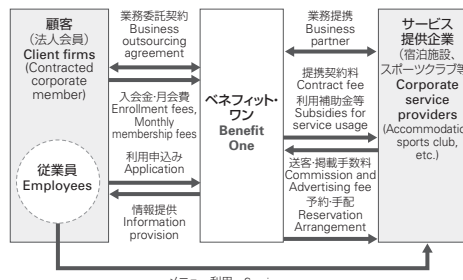 顧客
（法人会員）
Client firms
(Contracted
corporate
member)
従業員
Employees
業務委託契約
Business
outsourcing
agreement
入会金・月会費
Enrollment fees,
Monthly
membership fees
利用申込み
Application
情報提供
Information
provision
ベネフィット・
ワン
Benefit
One
業務提携
Business
partner
提携契約料
Contract fee
利用補助金等
Subsidies for
service usage
送客・掲載手数料
Commission and
Advertising fee
予約・手配
Reservation
Arrangement
サービス
提供企業
（宿泊施設、
スポーツクラブ等
Corporate
service
providers
(Accommodatio
sports club,
etc.)